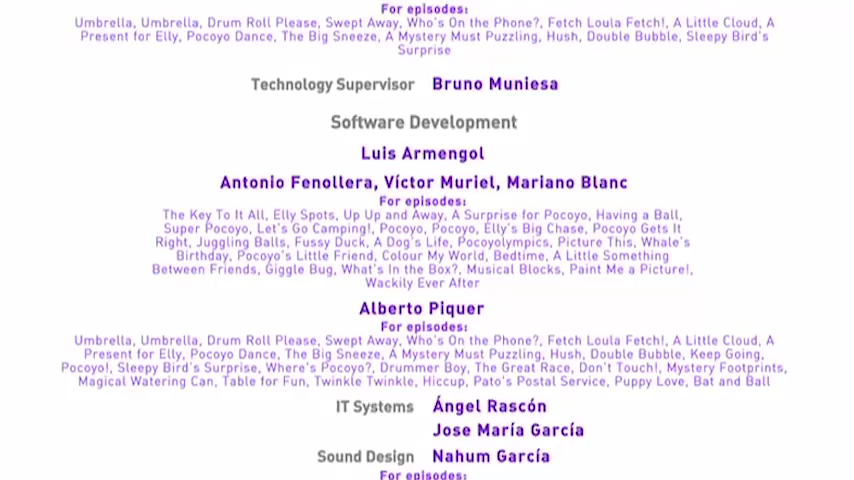 For episodes:
Umbrella, Umbrella, Drum Roll Please, Swept Away, Who's On the Phone?, Fetch Loula Fetch!, A Little Cloud, A
Present for Elly, Pocoyo Dance, The Big Sneeze, A Mystery Must Puzzling, Hush, Double Bubble, Sleepy Bird's
Surprise
Technology Supervisor Bruno Muniesa
Software Development
Luis Armengol
Antonio Fenollera, Víctor Muriel, Mariano Blanc
For episodes:
The Key To It All, Elly Spots, Up Up and Away, A Surprise for Pocoyo, Having a Ball,
Super Pocoyo, Let's Go Camping!, Pocoyo, Pocoyo, Elly's Big Chase, Pocoyo Gets It
Right, Juggling Balls, Fussy Duck, A Dog's Life, Pocoyolympics, Picture This, Whale's
Birthday, Pocoyo's Little Friend, Colour My World, Bedtime, A Little Something
Between Friends, Giggle Bug, What's In the Box?, Musical Blocks, Paint Me a Picture!,
Wackily Ever After
Alberto Piquer
For episodes:
Umbrella, Umbrella, Drum Roll Please, Swept Away, Who's On the Phone?, Fetch Loula Fetch!, A Little Cloud, A
Present for Elly, Pocoyo Dance, The Big Sneeze, A Mystery Must Puzzling, Hush, Double Bubble, Keep Going,
Pocoyo!, Sleepy Bird's Surprise, Where's Pocoyo?, Drummer Boy, The Great Race, Don't Touch!, Mystery Footprints,
Magical Watering Can, Table for Fun, Twinkle Twinkle, Hiccup, Pato's Postal Service, Puppy Love, Bat and Ball
IT Systems Ángel Rascón
Jose María García
Sound Design Nahum García
For episodes: